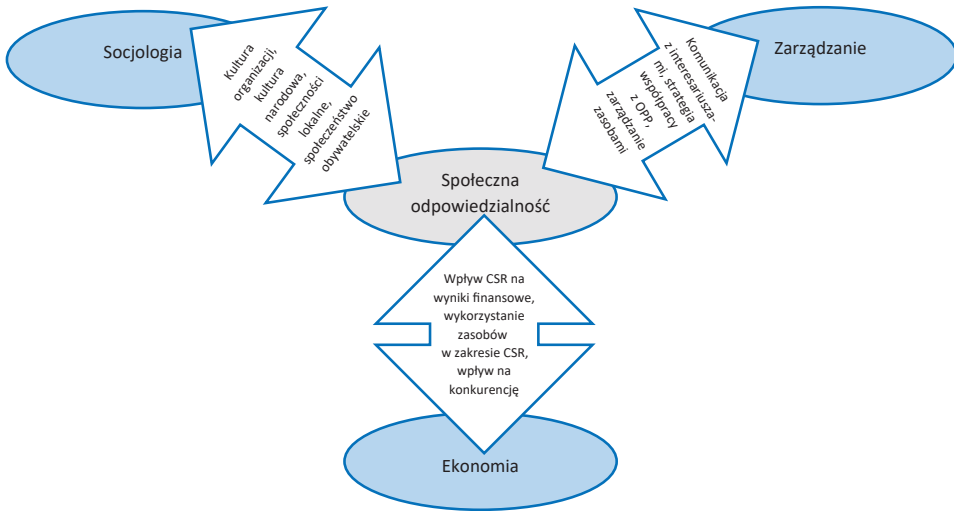 Socjologia
Kultura
organizacji,
kultura
narodowa,
społeczności
lokalne,
społeczeństwo
obywatelskie
Zarządzanie
Komunikacja
z interesariusza-
mi, strategia
współpracy
z OPP,
zarządzanie
zasobami
Społeczna
odpowiedzialność
Wpływ CSR na
wyniki finansowe,
wykorzystanie
zasobów
w zakresie CSR,
wpływ na
konkurencję
Ekonomia